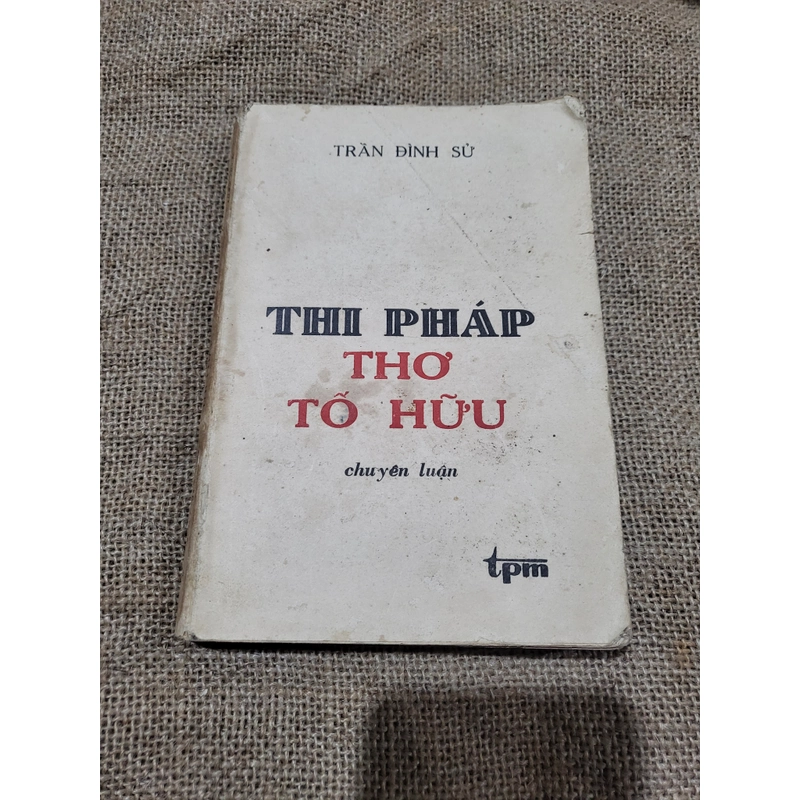 TRẦN ĐÌNH SỬ
THI PHÁP
THƠ
TỐ HỮU
chuyên luận
tpm